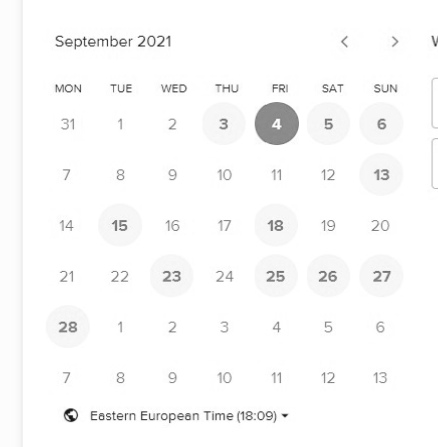 September 2021
MON TUE WED THU FRI SAT SUN
31 1 2 3 4 5 6
7 8 9 10 11 12 13
14 15 16 17 18 19 20
21 22 23 24 25 26 27
28 1 2 3 4 5 6
7 8 9 10 11 12 13
Eastern European Time (18:09)